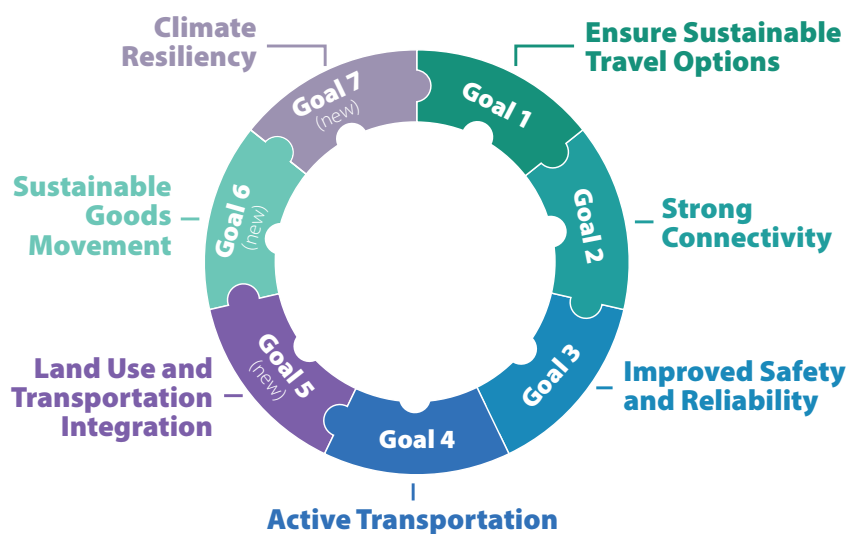 Ensure Sustainable
Travel Options
Goal 1
Goal 2
Strong
Connectivity
Goal 3
Improved Safety
and Reliability
Goal 4
Active Transportation
Goal 5
(new)
Land Use and
Transportation
Integration
Goal 6
(new)
Sustainable
Goods
Movement
Goal 7
(new)
Climate
Resiliency